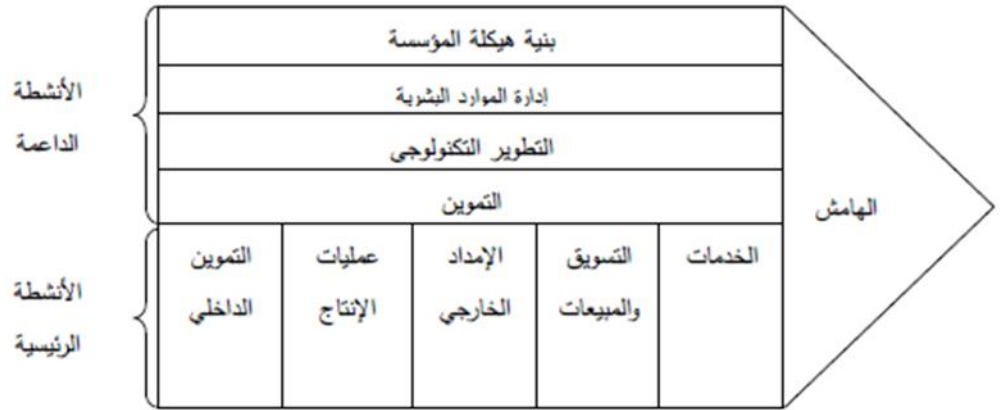 بنية هيكلة المؤسسة
إدارة الموارد البشرية
التطوير التكنولوجي
التموين
الأنشطة
الداعمة
الهامش
الأنشطة
الرئيسية
التموين
الداخلي
عمليات
الإنتاج
الإمداد
الخارجي
التسويق
والمبيعات
الخدمات